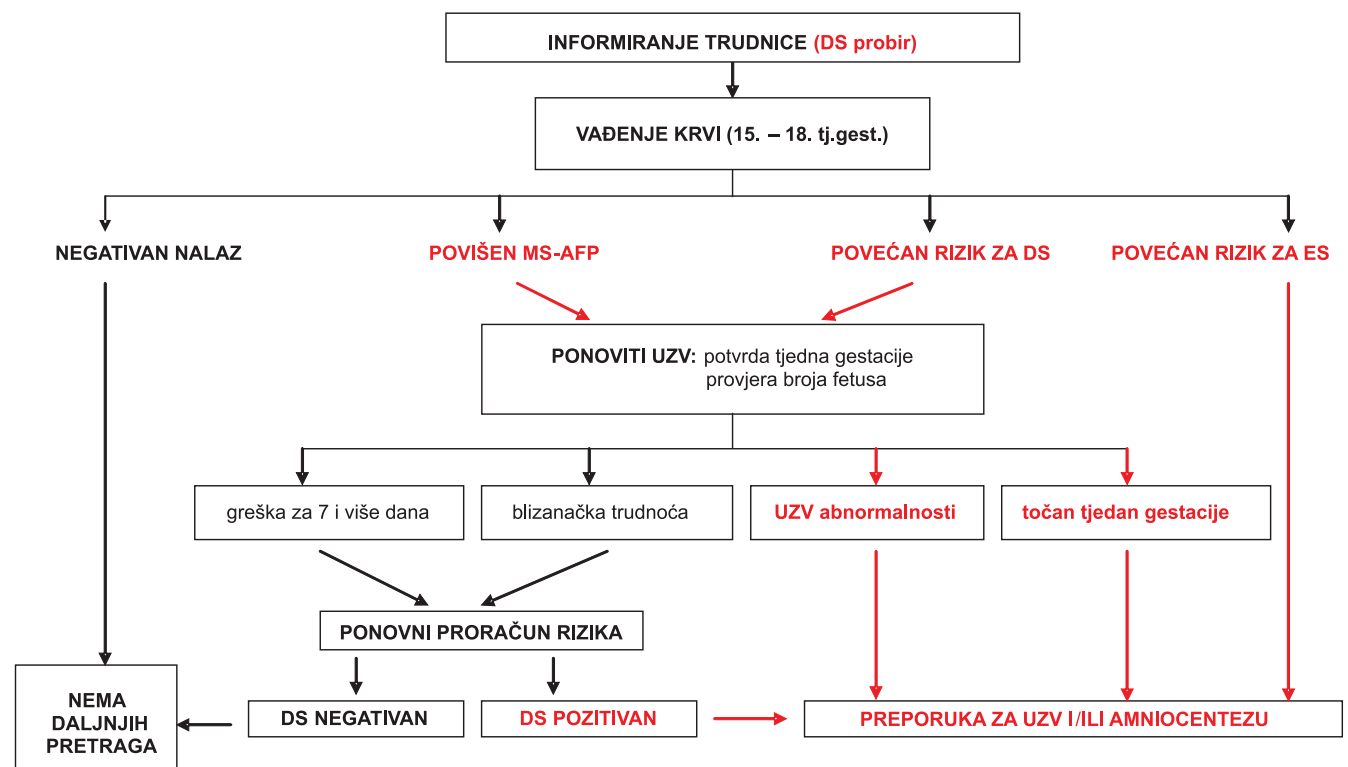 INFORMIRANJE TRUDNICE (DS probir)
VAĐENJE KRVI (15. – 18. tj.gest.)
NEGATIVAN NALAZ
POVIŠEN MS-AFP
POVEĆAN RIZIK ZA DS
POVEĆAN RIZIK ZA ES
PONOVITI UZV: potvrda tjedna gestacije
provjera broja fetusa
greška za 7 i više dana
blizanačka trudnoća
UZV abnormalnosti
točan tjedan gestacije
PONOVNI PRORAČUN RIZIKA
NEMA
DALJNJIH
PRETRAGA
DS NEGATIVAN
DS POZITIVAN
PREPORUKA ZA UZV I/ILI AMNIOCENTEZU